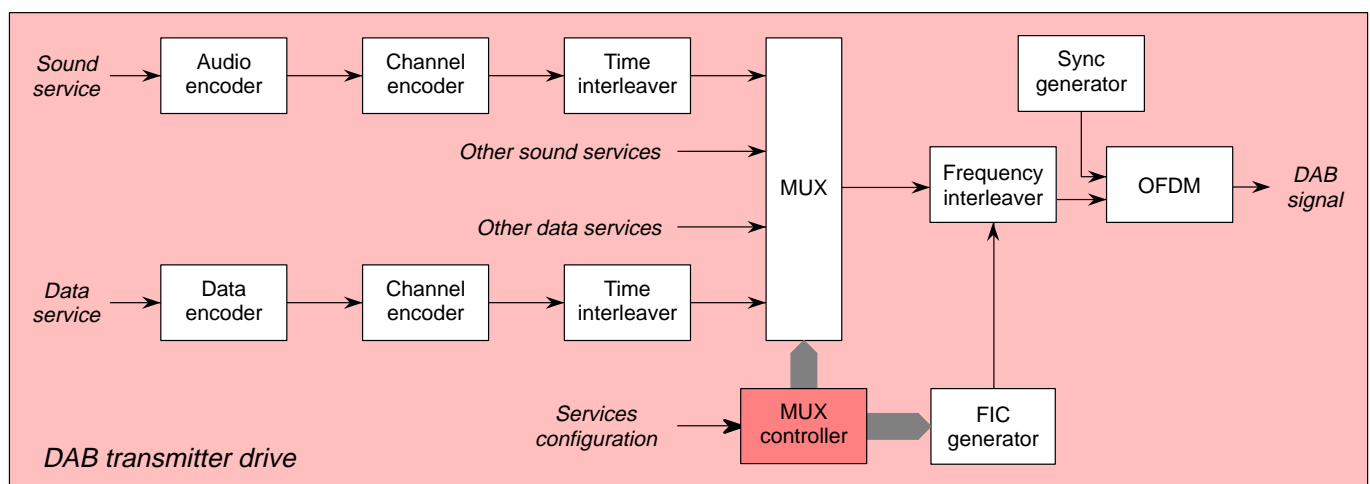 Sound
service
Audio
encoder
Channel
encoder
Time
interleaver
Sync
generator
Other sound services
MUX
Frequency
interleaver
OFDM
DAB
signal
Other data services
Data
service
Data
encoder
Channel
encoder
Time
interleaver
Services
configuration
MUX
controller
FIC
generator
DAB transmitter drive